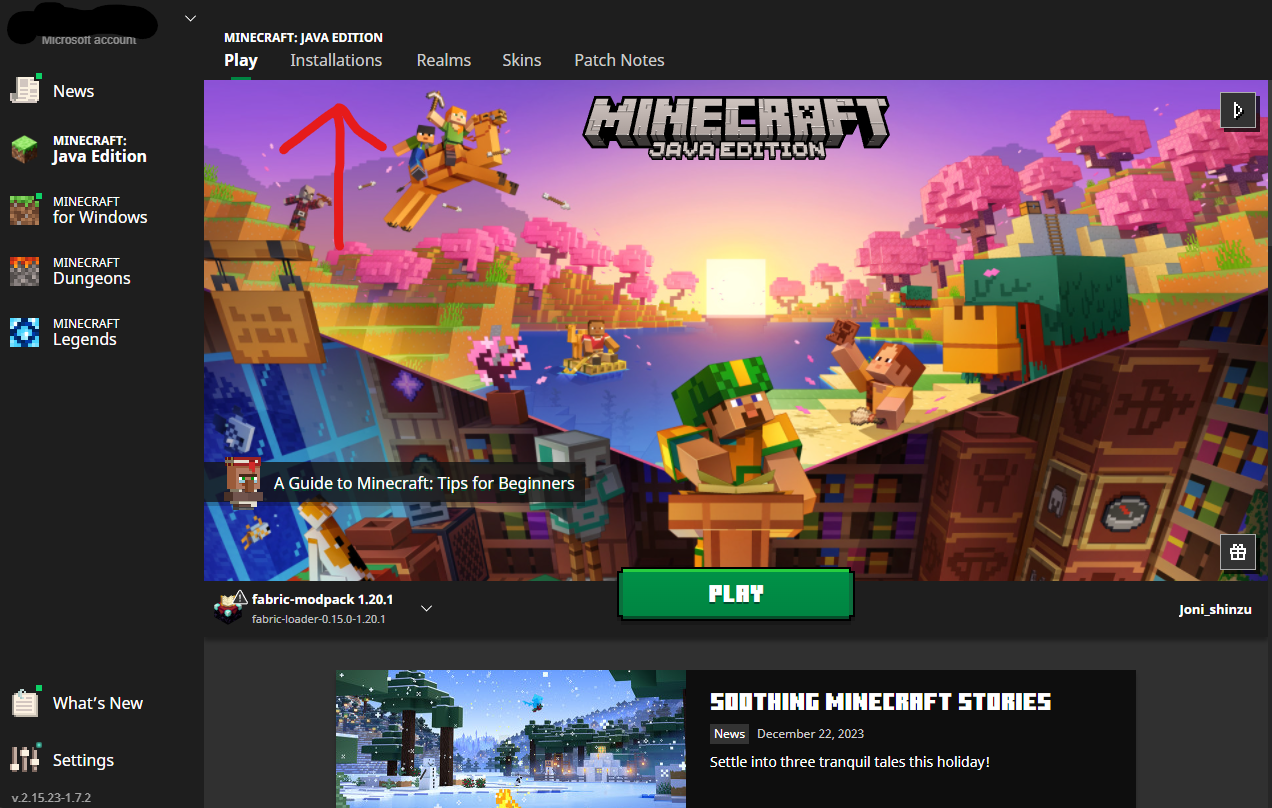 Microsoft account
MINECRAFT: JAVA EDITION
Play
Installations
Realms
Skins
Patch Notes
News
MINECRAFT:
Java Edition
MINECRAFT
for Windows
MINECRAFT
Dungeons
MINECRAFT
Legends
MINECRAFT
JAVA EDITION
A Guide to Minecraft: Tips for Beginners
fabric-modpack 1.20.1
fabric-loader-0.15.0-1.20.1
PLAY
Joni_shinzu
SOOTHING MINECRAFT STORIES
News December 22, 2023
Settle into three tranquil tales this holiday!
What's New
Settings
v.2.15.23-1.7.2